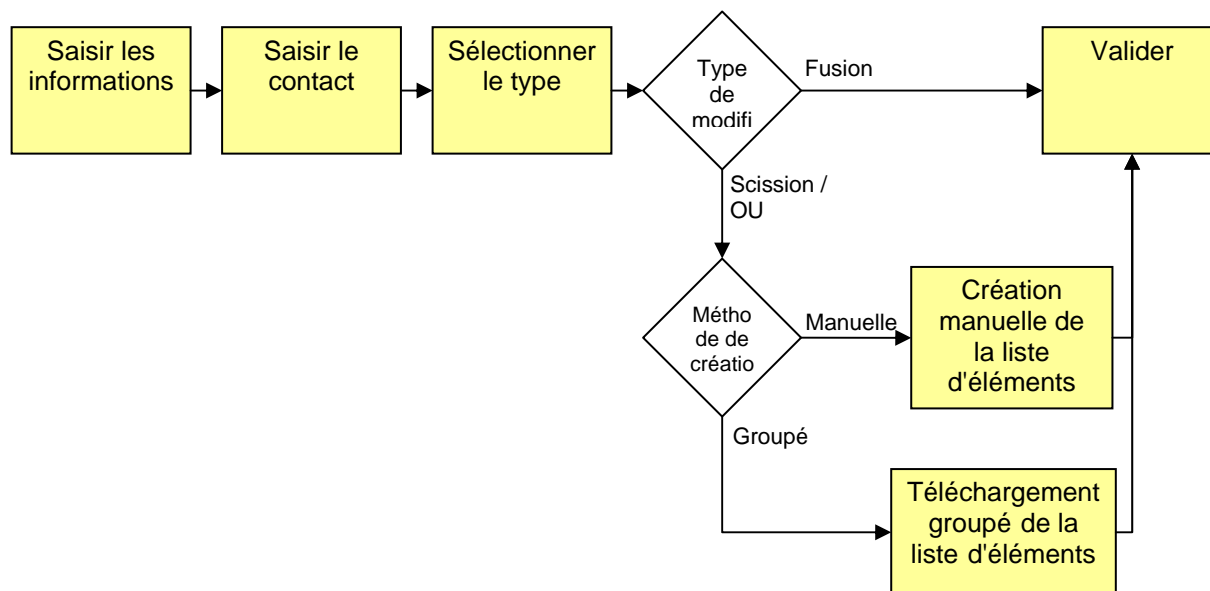 Saisir les
informations
Saisir le
contact
Sélectionner
le type
Type
de
modifi
Fusion
Valider
Scission /
OU
Métho
de de
créatio
Manuelle
Création
manuelle de
la liste
d'éléments
Groupé
Téléchargement
groupé de la
liste d'éléments